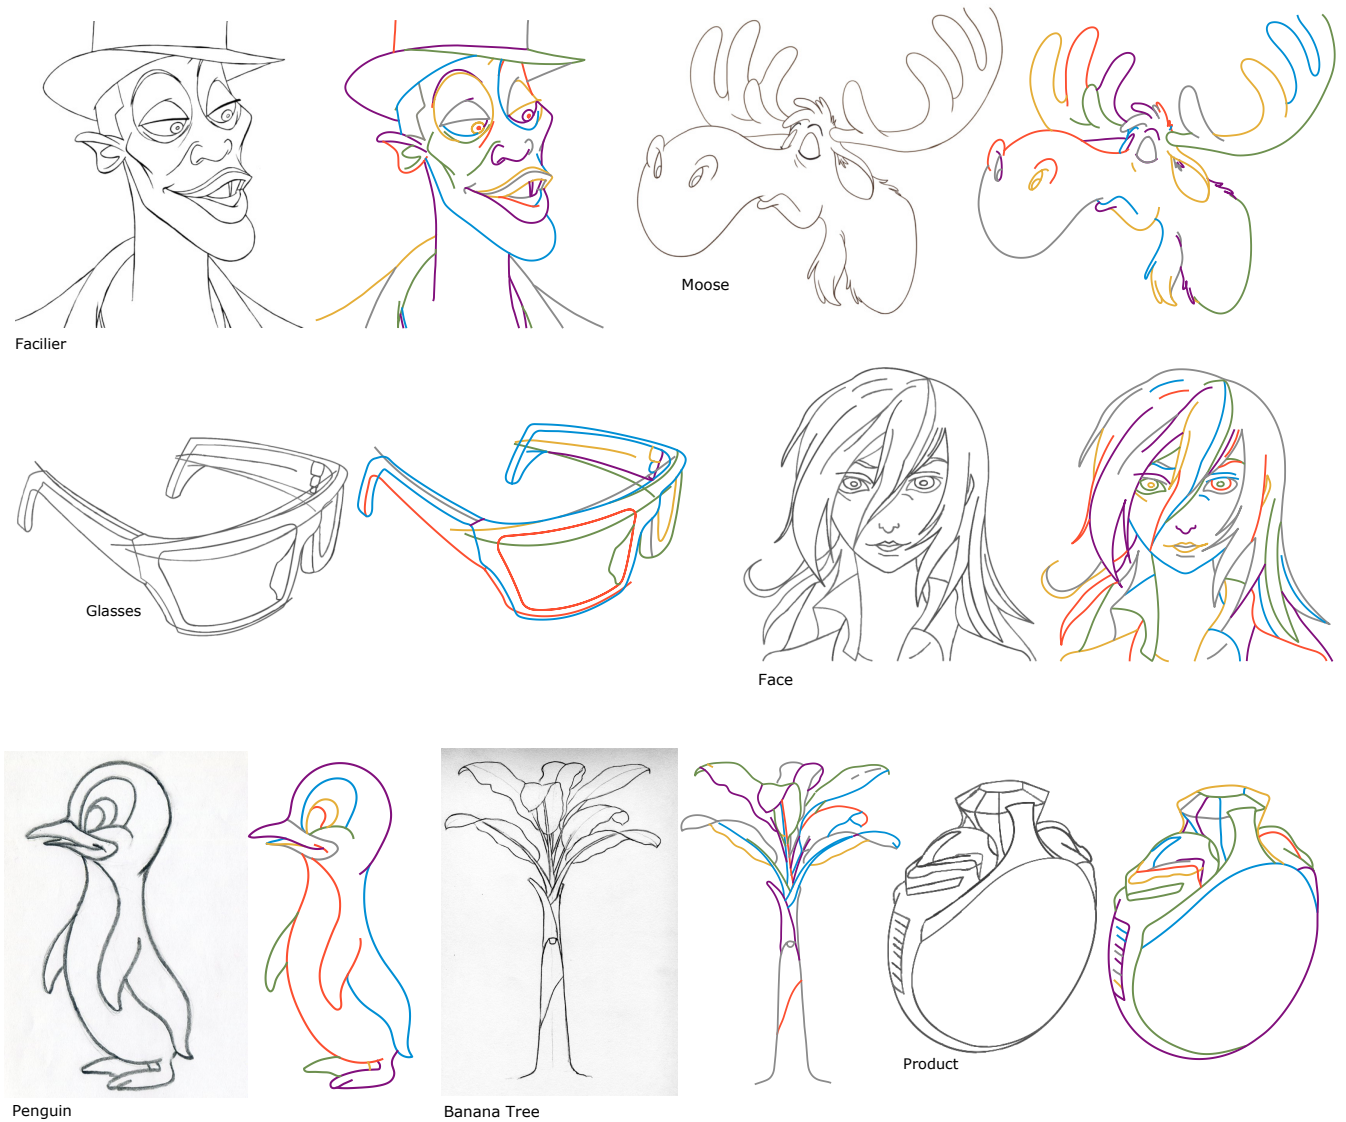 Facilier
Moose
Glasses
Face
Penguin
Banana Tree
Product